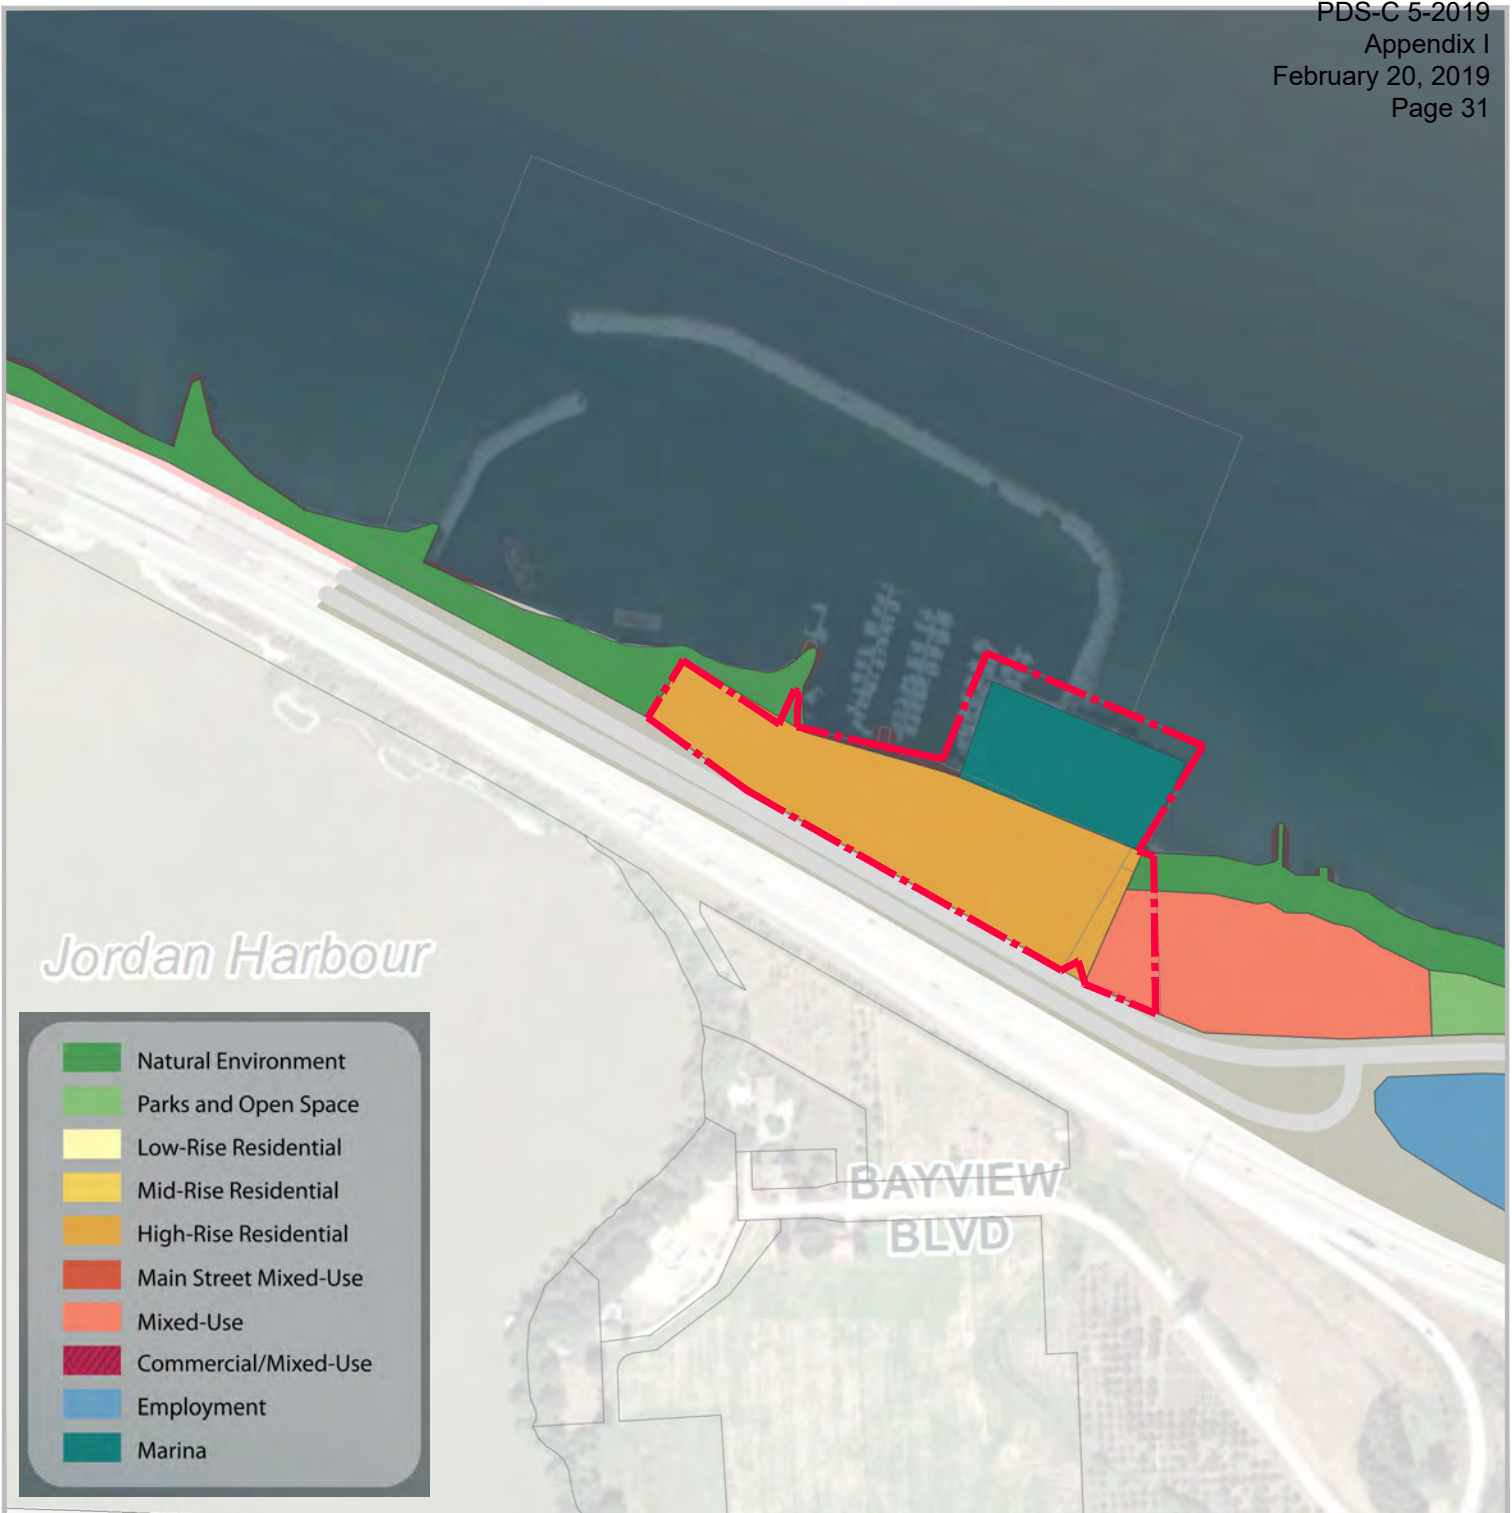 PDS-C 5-2019
Appendix I
February 20, 2019
Page 31
Jordan Harbour
Natural Environment
Parks and Open Space
Low-Rise Residential
Mid-Rise Residential
High-Rise Residential
Main Street Mixed-Use
Mixed-Use
Commercial/Mixed-Use
Employment
Marina
BAYVIEW
BLVD